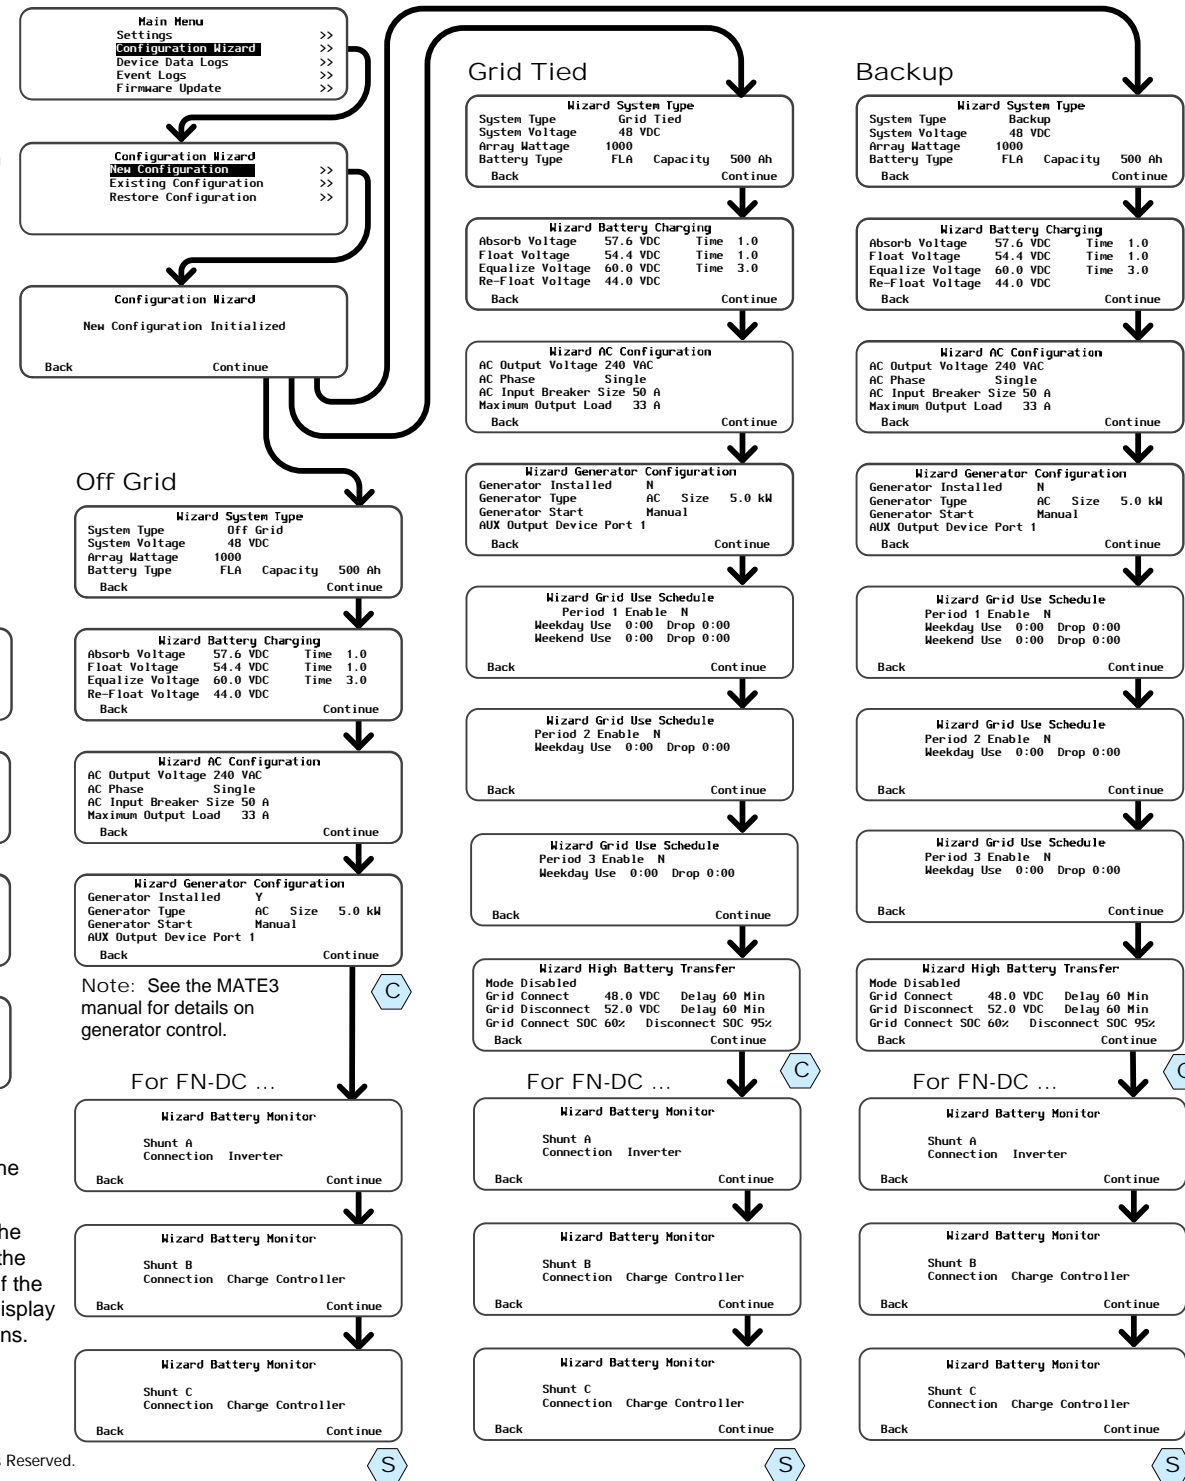 Main Menu
Settings >>
Configuration Wizard >>
Device Data Logs >>
Event Logs >>
Firmware Update >>
Configuration Wizard
New Configuration >>
Existing Configuration >>
Restore Configuration >>
Configuration Wizard
New Configuration Initialized
Back Continue
Off Grid
Wizard System Type
System Type Off Grid
System Voltage 48 VDC
Array Wattage 1000
Battery Type FLA Capacity 500 Ah
Back Continue
Wizard Battery Charging
Absorb Voltage 57.6 VDC Time 1.0
Float Voltage 54.4 VDC Time 1.0
Equalize Voltage 60.0 VDC Time 3.0
Re-Float Voltage 44.0 VDC
Back Continue
Wizard AC Configuration
AC Output Voltage 240 VAC
AC Phase Single
AC Input Breaker Size 50 A
Maximum Output Load 33 A
Back Continue
Wizard Generator Configuration
Generator Installed Y
Generator Type AC Size 5.0 kW
Generator Start Manual
AUX Output Device Port 1
Back Continue
Note: See the MATE3
manual for details on
generator control.
C
For FN-DC ...
Wizard Battery Monitor
Shunt A
Connection Inverter
Back Continue
Wizard Battery Monitor
Shunt B
Connection Charge Controller
Back Continue
Wizard Battery Monitor
Shunt C
Connection Charge Controller
Back Continue
S
Grid Tied
Wizard System Type
System Type Grid Tied
System Voltage 48 VDC
Array Wattage 1000
Battery Type FLA Capacity 500 Ah
Back Continue
Wizard Battery Charging
Absorb Voltage 57.6 VDC Time 1.0
Float Voltage 54.4 VDC Time 1.0
Equalize Voltage 60.0 VDC Time 3.0
Re-Float Voltage 44.0 VDC
Back Continue
Wizard AC Configuration
AC Output Voltage 240 VAC
AC Phase Single
AC Input Breaker Size 50 A
Maximum Output Load 33 A
Back Continue
Wizard Generator Configuration
Generator Installed N
Generator Type AC Size 5.0 kW
Generator Start Manual
AUX Output Device Port 1
Back Continue
Wizard Grid Use Schedule
Period 1 Enable N
Weekday Use 0:00 Drop 0:00
Weekend Use 0:00 Drop 0:00
Back Continue
Wizard Grid Use Schedule
Period 2 Enable N
Weekday Use 0:00 Drop 0:00
Back Continue
Wizard Grid Use Schedule
Period 3 Enable N
Weekday Use 0:00 Drop 0:00
Back Continue
Wizard High Battery Transfer
Mode Disabled
Grid Connect 48.0 VDC Delay 60 Min
Grid Disconnect 52.0 VDC Delay 60 Min
Grid Connect SOC 60% Disconnect SOC 95%
Back Continue
C
For FN-DC ...
Wizard Battery Monitor
Shunt A
Connection Inverter
Back Continue
Wizard Battery Monitor
Shunt B
Connection Charge Controller
Back Continue
Wizard Battery Monitor
Shunt C
Connection Charge Controller
Back Continue
S
Backup
Wizard System Type
System Type Backup
System Voltage 48 VDC
Array Wattage 1000
Battery Type FLA Capacity 500 Ah
Back Continue
Wizard Battery Charging
Absorb Voltage 57.6 VDC Time 1.0
Float Voltage 54.4 VDC Time 1.0
Equalize Voltage 60.0 VDC Time 3.0
Re-Float Voltage 44.0 VDC
Back Continue
Wizard AC Configuration
AC Output Voltage 240 VAC
AC Phase Single
AC Input Breaker Size 50 A
Maximum Output Load 33 A
Back Continue
Wizard Generator Configuration
Generator Installed N
Generator Type AC Size 5.0 kW
Generator Start Manual
AUX Output Device Port 1
Back Continue
Wizard Grid Use Schedule
Period 1 Enable N
Weekday Use 0:00 Drop 0:00
Weekend Use 0:00 Drop 0:00
Back Continue
Wizard Grid Use Schedule
Period 2 Enable N
Weekday Use 0:00 Drop 0:00
Back Continue
Wizard Grid Use Schedule
Period 3 Enable N
Weekday Use 0:00 Drop 0:00
Back Continue
Wizard High Battery Transfer
Mode Disabled
Grid Connect 48.0 VDC Delay 60 Min
Grid Disconnect 52.0 VDC Delay 60 Min
Grid Connect SOC 60% Disconnect SOC 95%
Back Continue
For FN-DC ...
Wizard Battery Monitor
Shunt A
Connection Inverter
Back Continue
Wizard Battery Monitor
Shunt B
Connection Charge Controller
Back Continue
Wizard Battery Monitor
Shunt C
Connection Charge Controller
Back Continue
S
the
Reserved.